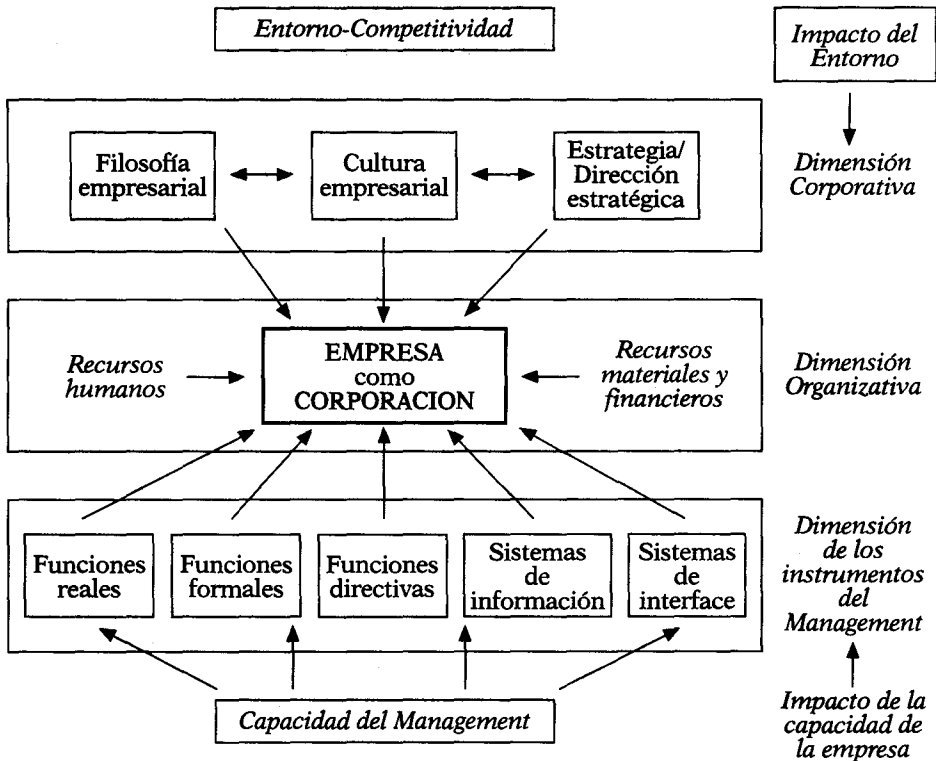 Entorno-Competitividad
Impacto del
Entorno
Filosofía
empresarial
Cultura
empresarial
Estrategia/
Dirección
estratégica
Dimensión
Corporativa
Recursos
humanos
EMPRESA
como
CORPORACION
Recursos
materiales y
financieros
Dimensión
Organizativa
Funciones
reales
Funciones
formales
Funciones
directivas
Sistemas
de
información
Sistemas
de
interface
Dimensión
de los
instrumentos
del
Management
Capacidad del Management
Impacto de la
capacidad de
la empresa